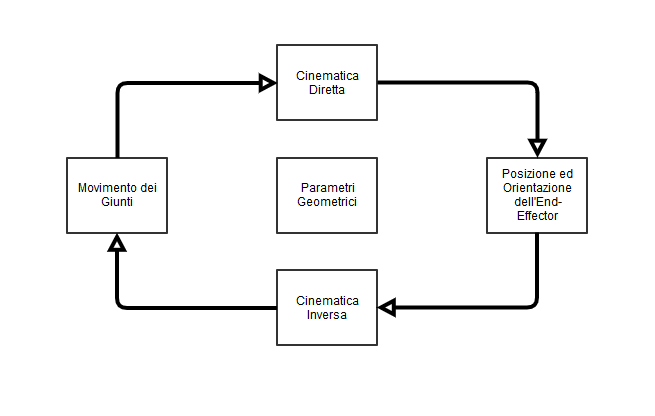 Cinematica
Diretta
Movimento dei
Giunti
Parametri
Geometrici
Posizione ed
Orientazione
dell'End-
Effector
Cinematica
Inversa